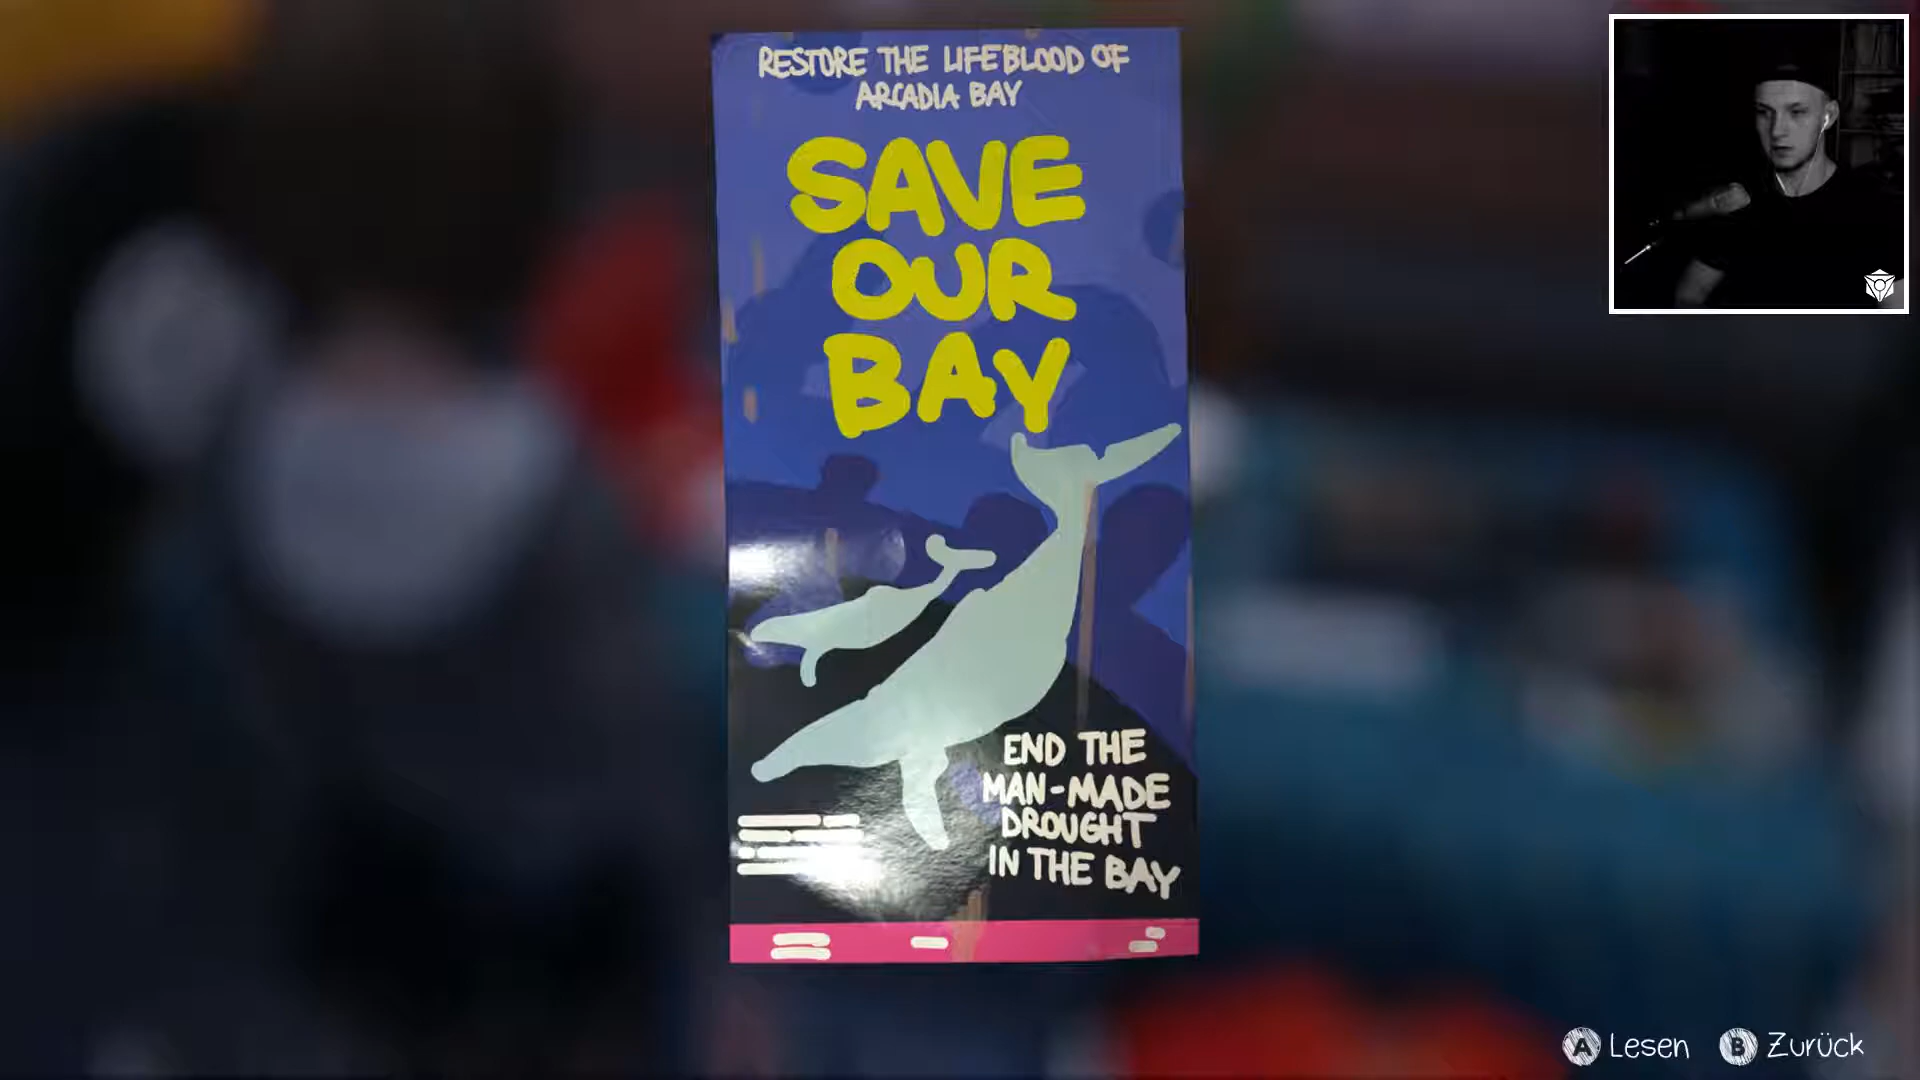 RESTORE THE LIFEBLOOD OF
ARCADIA BAY
SAVE
OUR
BAY
END THE
MAN-MADE
DROUGHT
IN THE BAY
A Lesen B Zurück